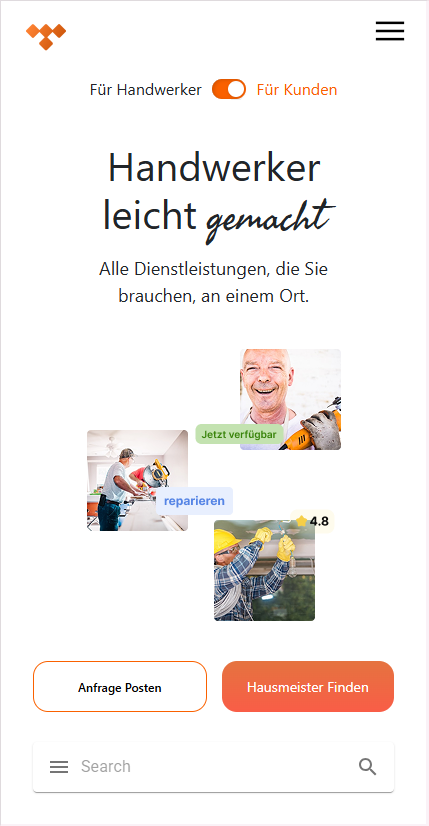 Für Handwerker Für Kunden
Handwerker
leicht gemacht
Alle Dienstleistungen, die Sie
brauchen, an einem Ort.
Jetzt verfügbar
reparieren
4.8
Anfrage Posten
Hausmeister Finden
Search